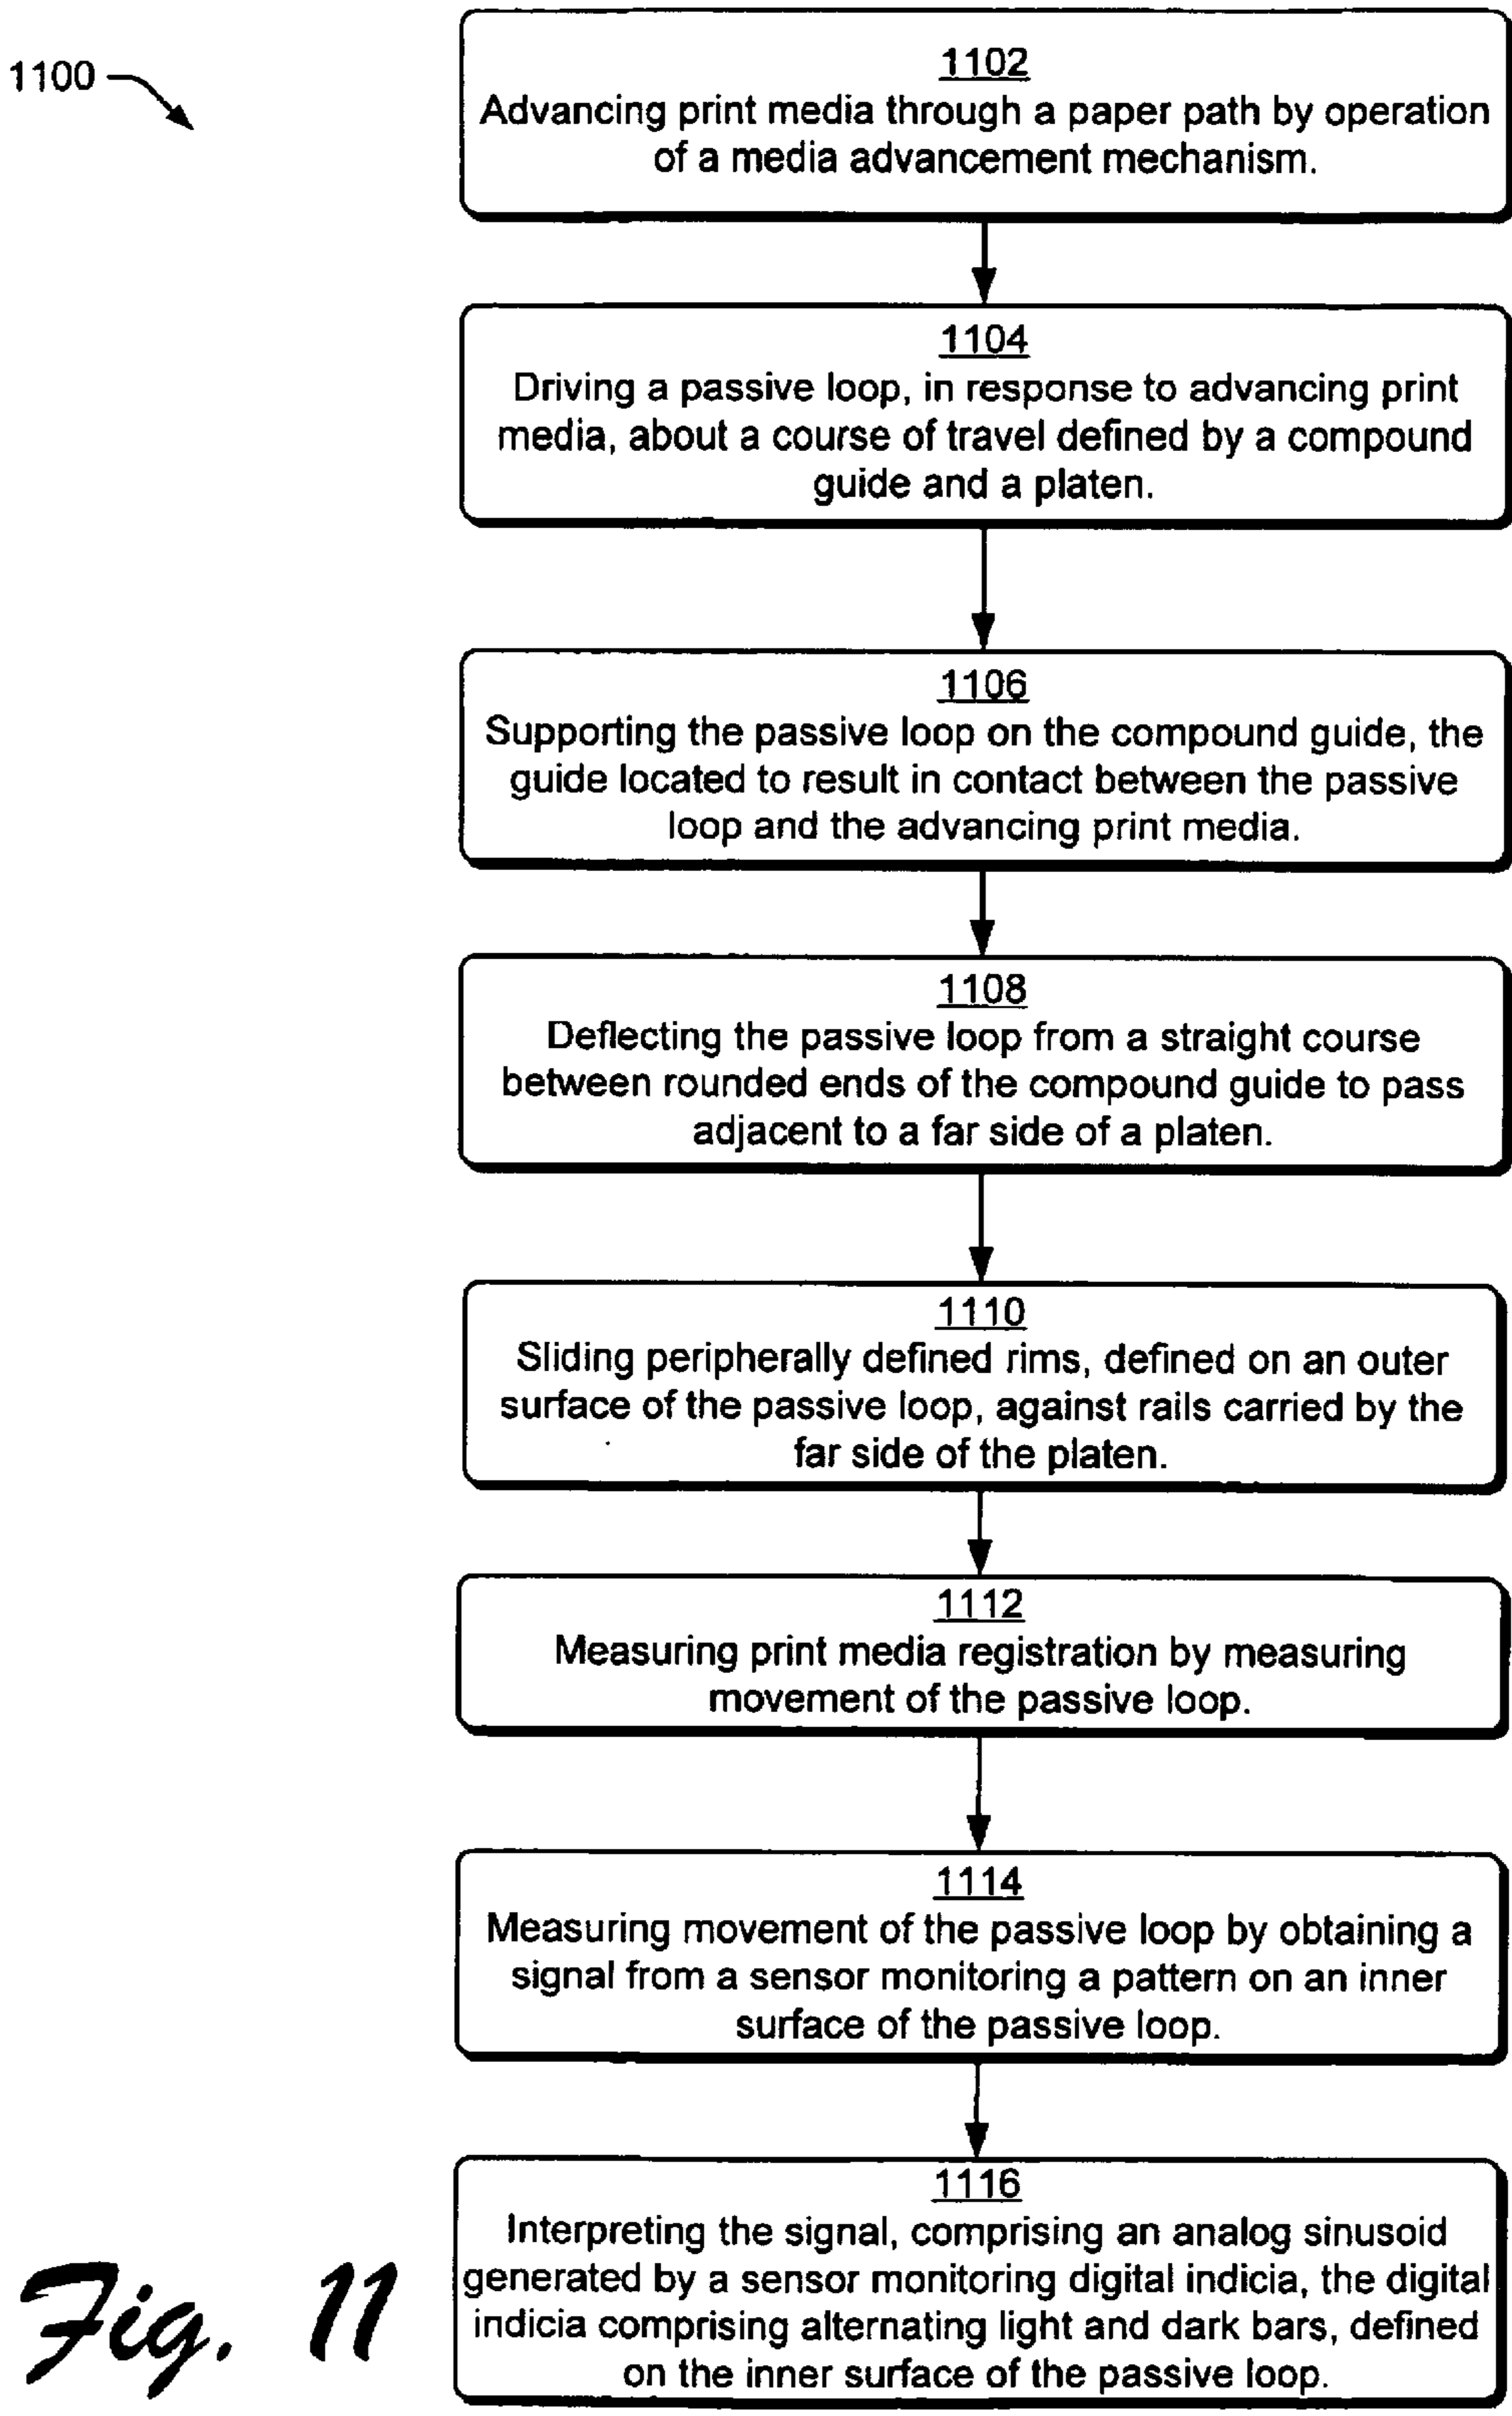 1100
1102
Advancing print media through a paper path by operation
of a media advancement mechanism.
1104
Driving a passive loop, in response to advancing print
media, about a course of travel defined by a compound
guide and a platen.
1106
Supporting the passive loop on the compound guide, the
guide located to result in contact between the passive
loop and the advancing print media.
1108
Deflecting the passive loop from a straight course
between rounded ends of the compound guide to pass
adjacent to a far side of a platen.
1110
Sliding peripherally defined rims, defined on an outer
surface of the passive loop, against rails carried by the
far side of the platen.
1112
Measuring print media registration by measuring
movement of the passive loop.
1114
Measuring movement of the passive loop by obtaining a
signal from a sensor monitoring a pattern on an inner
surface of the passive loop.
1116
Interpreting the signal, comprising an analog sinusoid
generated by a sensor monitoring digital indicia, the digital
indicia comprising alternating light and dark bars, defined
on the inner surface of the passive loop.
Fig. 11